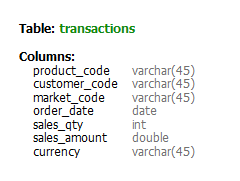 Table: transactions
Columns:
product_code varchar(45)
customer_code varchar(45)
market_code varchar(45)
order_date date
sales_qty int
sales_amount double
currency varchar(45)